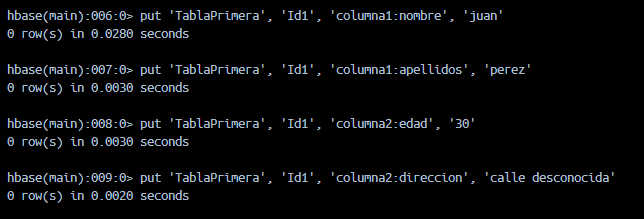 hbase(main):006:0> put 'TablaPrimera', 'Id1', 'columna1:nombre', 'juan'
0 row(s) in 0.0280 seconds
hbase(main):007:0> put 'TablaPrimera', 'Id1', 'columna1:apellidos', 'perez'
0 row(s) in 0.0030 seconds
hbase(main):008:0> put 'TablaPrimera', 'Id1', 'columna2:edad', '30'
0 row(s) in 0.0030 seconds
hbase(main):009:0> put 'TablaPrimera', 'Id1', 'columna2:direccion', 'calle desconocida'
0 row(s) in 0.0020 seconds